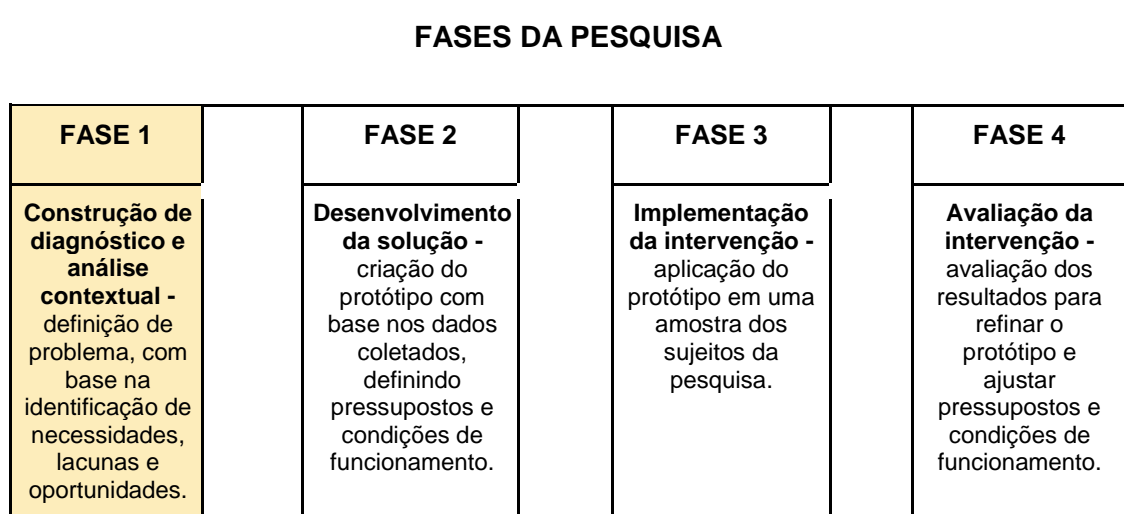 FASES DA PESQUISA
FASE 1
FASE 2
FASE 3
FASE 4
Construção de
diagnóstico e
análise
contextual -
definição de
problema, com
base na
identificação de
necessidades,
lacunas e
oportunidades.
Desenvolvimento
da solução -
criação do
protótipo com
base nos dados
coletados,
definindo
pressupostos e
condições de
funcionamento.
Implementação
da intervenção -
aplicação do
protótipo em uma
amostra dos
sujeitos da
pesquisa.
Avaliação da
intervenção -
avaliação dos
resultados para
refinar o
protótipo e
ajustar
pressupostos e
condições de
funcionamento.